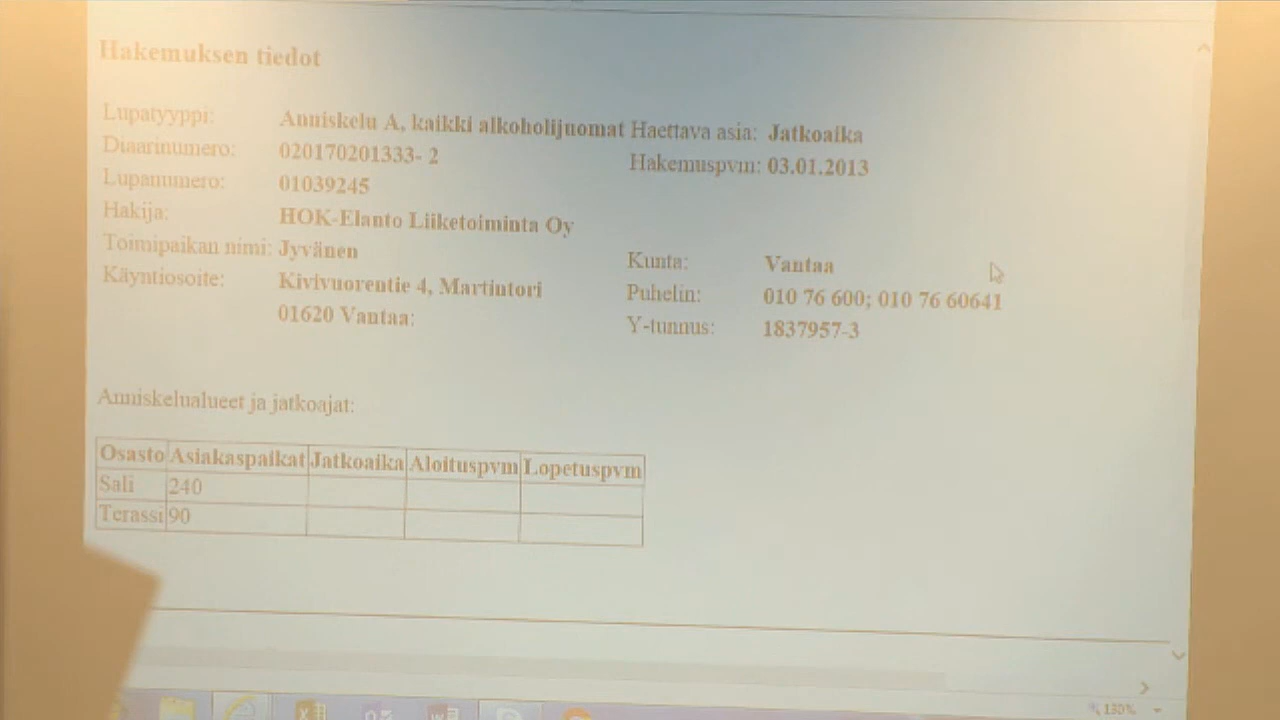 Hakemuksen tiedot
Lupatyyppi: Anniskelu A, kaikki alkoholijuomat Haettava asia: Jatkoaika
Diaarinumero: 020170201333- 2 Hakemuspvm: 03.01.2013
Lupanumero: 01039245
Hakija: HOK-Elanto Liiketoiminta Oy
Toimipaikan nimi: Jyvänen Kunta: Vantaa
Käyntiosoite: Kivivuorentie 4, Martintori Puhelin: 010 76 600; 010 76 60641
01620 Vantaa: Y-tunnus: 1837957-3
Anniskelualueet ja jatkoajat:
Osasto Asiakaspaikat Jatkoaika Aloituspvm Lopetuspvm
Sali 240
Terassi 90
130%